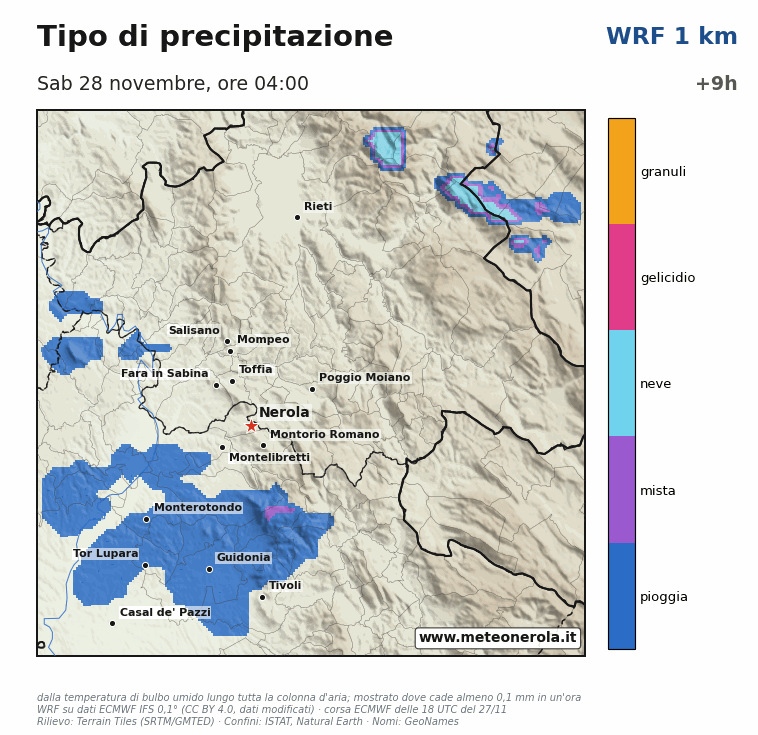 Tipo di precipitazione
WRF 1 km
Sab 28 novembre, ore 04:00
+9h
Rieti
Salisano
Mompeo
Toffia
Fara in Sabina
Poggio Moiano
Nerola
Montorio Romano
Montelibretti
Monterotondo
Tor Lupara
Guidonia
Tivoli
Casal de' Pazzi
www.meteonerola.it
granuli
gelicidio
neve
mista
pioggia
dalla temperatura di bulbo umido lungo tutta la colonna d'aria; mostrato dove cade almeno 0,1 mm in un'ora
WRF su dati ECMWF IFS 0,1° (CC BY 4.0, dati modificati) · corsa ECMWF delle 18 UTC del 27/11
Rilievo: Terrain Tiles (SRTM/GMTED) · Confini: ISTAT, Natural Earth · Nomi: GeoNames